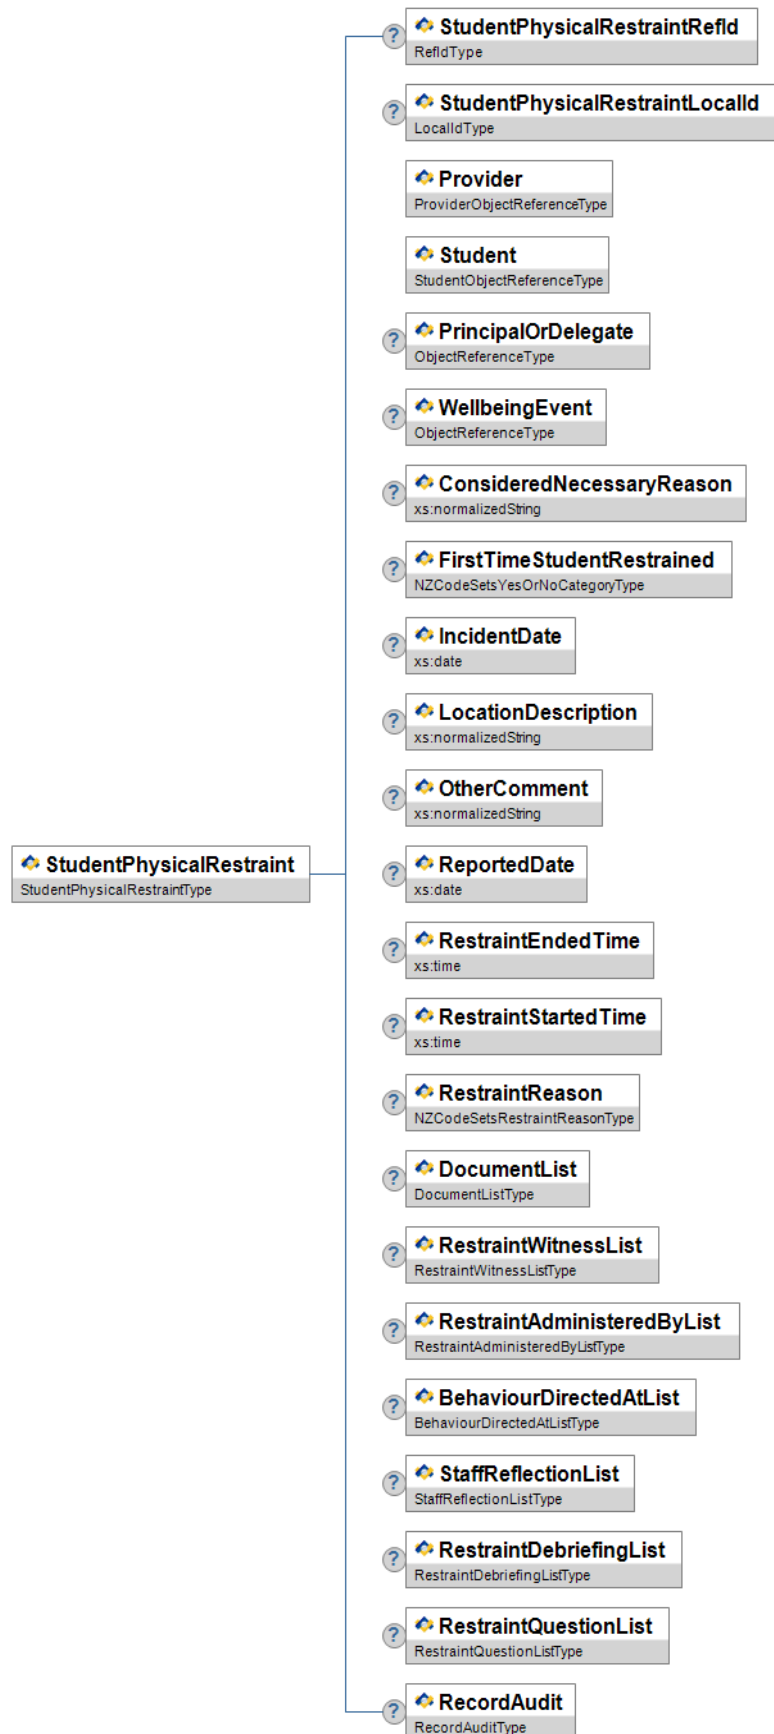 ?
StudentPhysicalRestraintRefId
RefIdType
?
StudentPhysicalRestraintLocalId
LocalIdType
Provider
ProviderObjectReferenceType
Student
StudentObjectReferenceType
?
PrincipalOrDelegate
ObjectReferenceType
?
WellbeingEvent
ObjectReferenceType
?
ConsideredNecessaryReason
xs:normalizedString
?
FirstTimeStudentRestrained
NZCodeSetsYesOrNoCategoryType
?
IncidentDate
xs:date
?
LocationDescription
xs:normalizedString
?
OtherComment
xs:normalizedString
StudentPhysicalRestraint
StudentPhysicalRestraintType
?
ReportedDate
xs:date
?
RestraintEndedTime
xs:time
?
RestraintStartedTime
xs:time
?
RestraintReason
NZCodeSetsRestraintReasonType
?
DocumentList
DocumentListType
?
RestraintWitnessList
RestraintWitnessListType
?
RestraintAdministeredByList
RestraintAdministeredByListType
?
BehaviourDirectedAtList
BehaviourDirectedAtListType
?
StaffReflectionList
StaffReflectionListType
?
RestraintDebriefingList
RestraintDebriefingListType
?
RestraintQuestionList
RestraintQuestionListType
?
RecordAudit
RecordAuditType